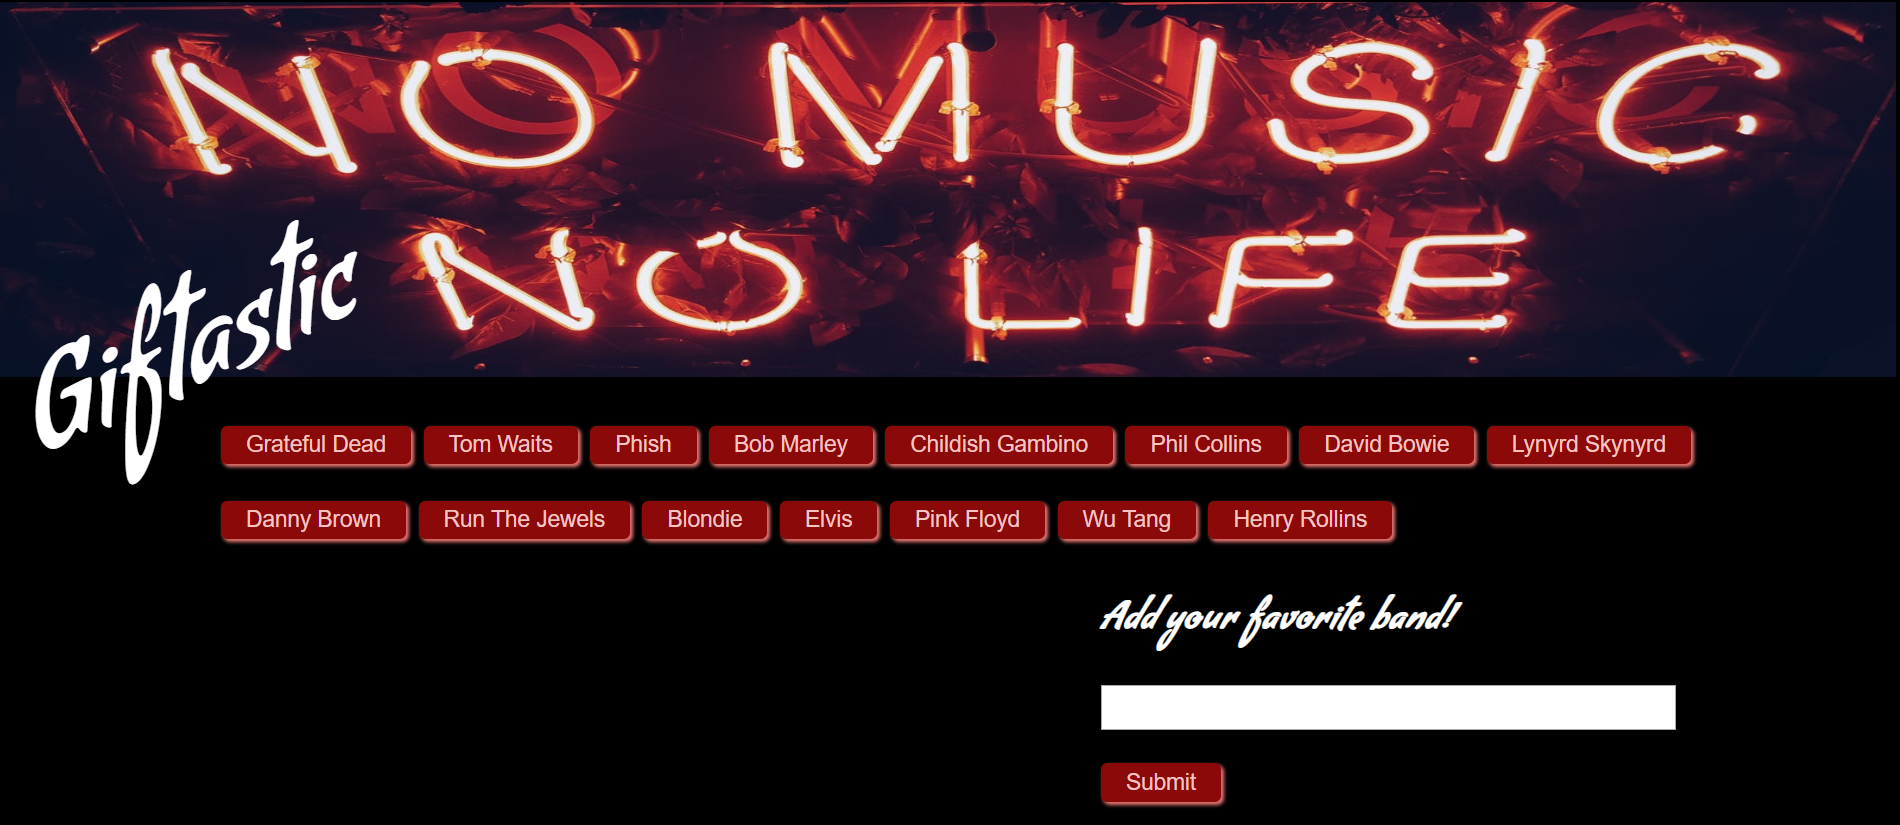 NO MUSIC
NO LIFE
Giftastic
Grateful Dead Tom Waits Phish Bob Marley Childish Gambino Phil Collins David Bowie Lynyrd Skynyrd
Danny Brown Run The Jewels Blondie Elvis Pink Floyd Wu Tang Henry Rollins
Add your favorite band!
Submit